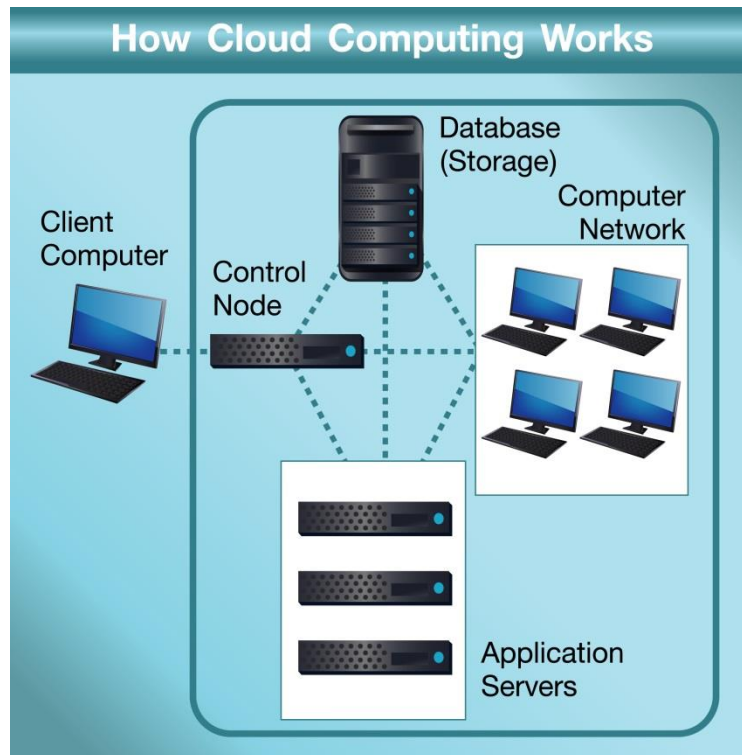 How Cloud Computing Works
Database
(Storage)
Computer
Network
Client
Computer
Control
Node
Application
Servers